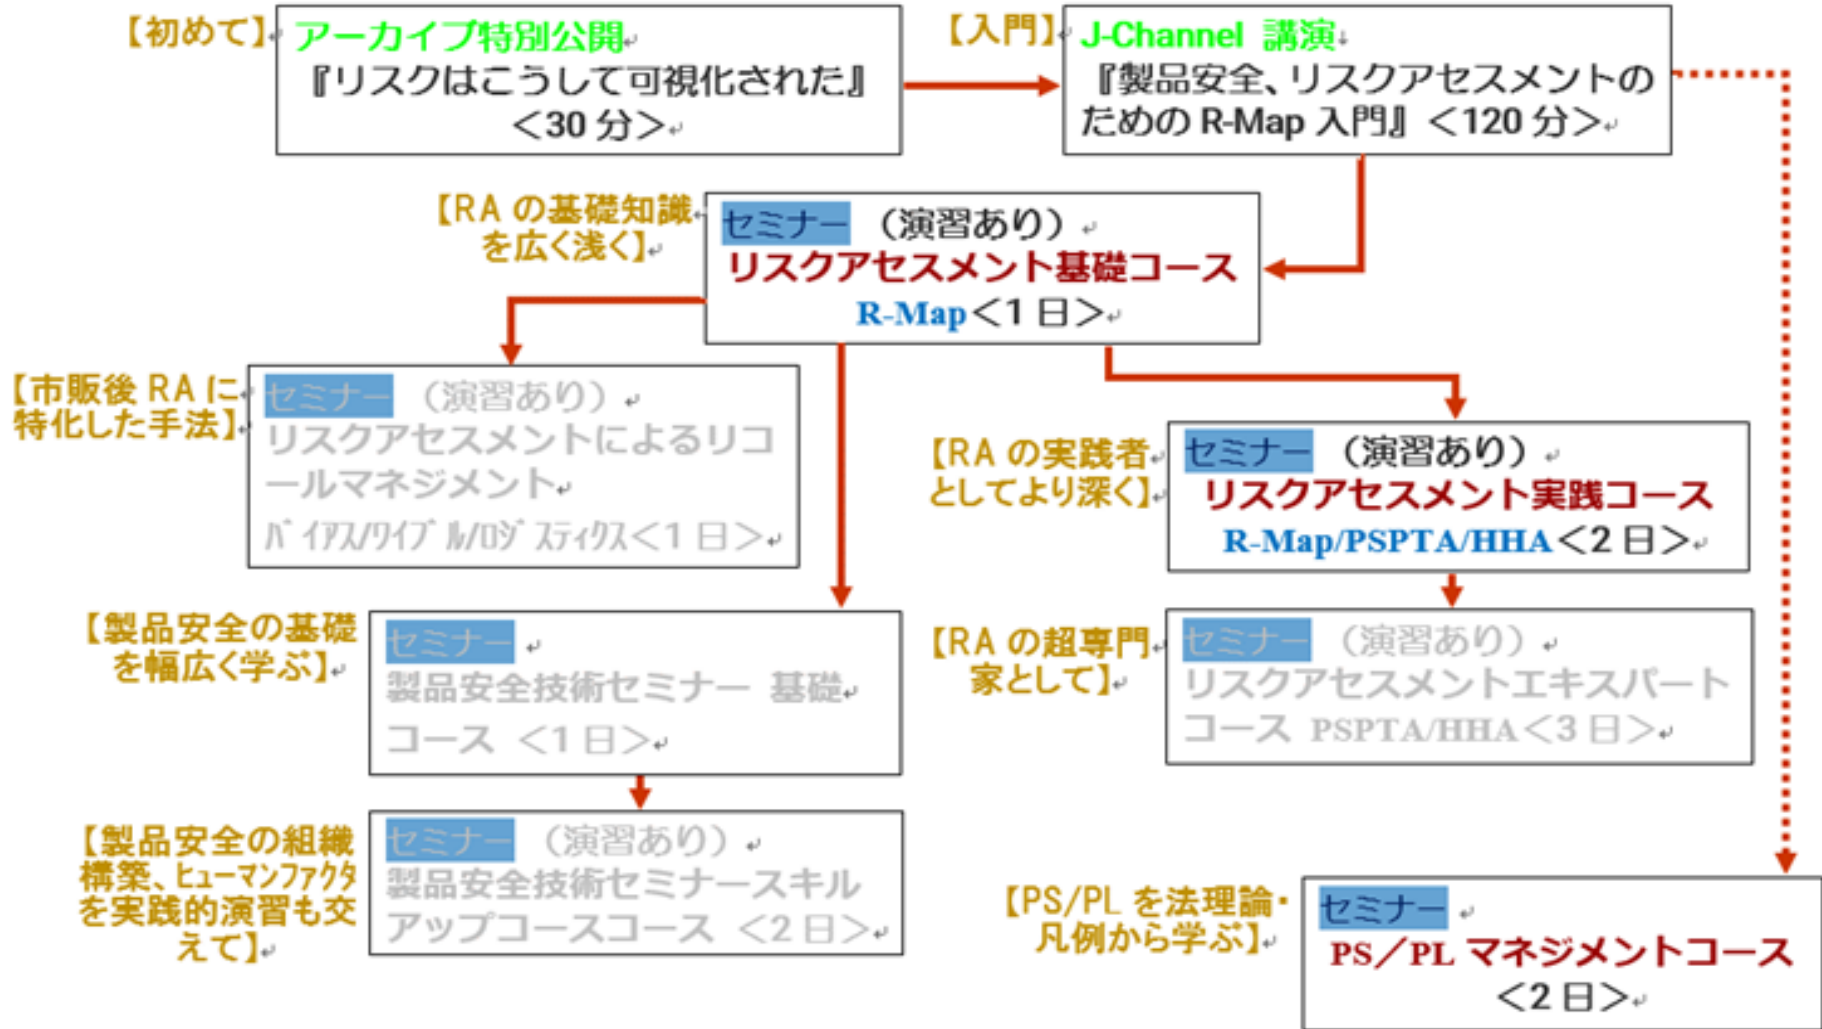 【初めて】
アーカイブ特別公開
『リスクはこうして可視化された』
＜30 分＞
【入門】
J-Channel 講演
『製品安全、リスクアセスメントの
ための R-Map 入門』＜120 分＞
【RA の基礎知識
を広く浅く】
セミナー （演習あり）
リスクアセスメント基礎コース
R-Map＜1 日＞
【市販後 RA に
特化した手法】
セミナー （演習あり）
リスクアセスメントによるリコ
ールマネジメント
ﾊﾞｲｱｽ/ﾜｲﾌﾞﾙ/ﾛｼﾞｽティクス＜1 日＞
【RA の実践者
としてより深く】
セミナー （演習あり）
リスクアセスメント実践コース
R-Map/PSPTA/HHA＜2 日＞
【製品安全の基礎
を幅広く学ぶ】
セミナー
製品安全技術セミナー 基礎
コース ＜1 日＞
【RA の超専門
家として】
セミナー （演習あり）
リスクアセスメントエキスパート
コース PSPTA/HHA＜3 日＞
【製品安全の組織
構築、ﾋｭｰﾏﾝﾌｧｸﾀ
を実践的演習も交
えて】
セミナー （演習あり）
製品安全技術セミナースキル
アップコースコース ＜2 日＞
【PS/PL を法理論・
凡例から学ぶ】
セミナー
PS／PL マネジメントコース
＜2 日＞